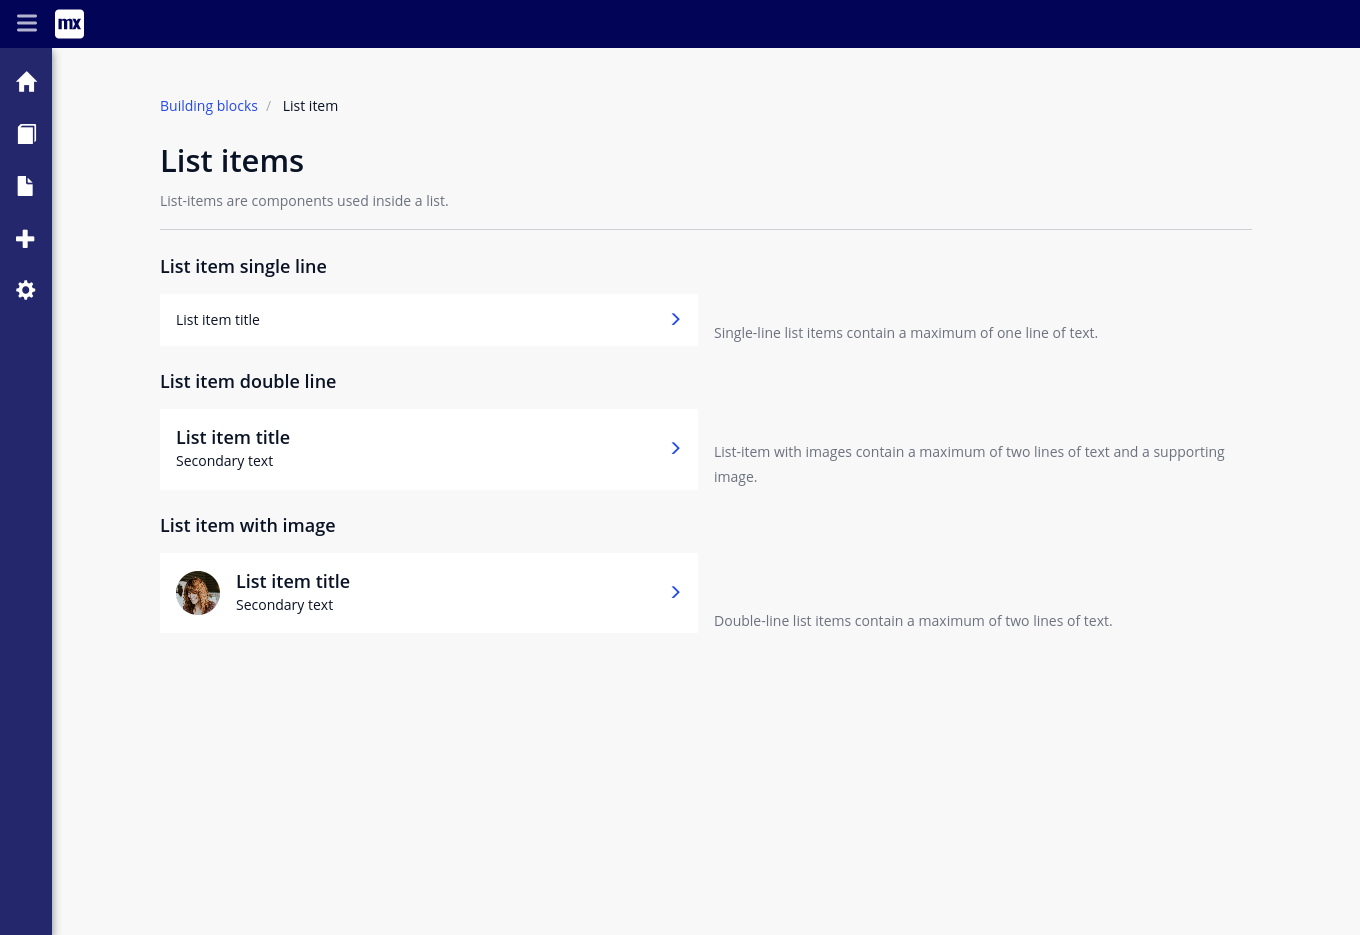 mx
Building blocks / List item
List items
List-items are components used inside a list.
List item single line
List item title
Single-line list items contain a maximum of one line of text.
List item double line
List item title
Secondary text
List-item with images contain a maximum of two lines of text and a supporting
image.
List item with image
List item title
Secondary text
Double-line list items contain a maximum of two lines of text.